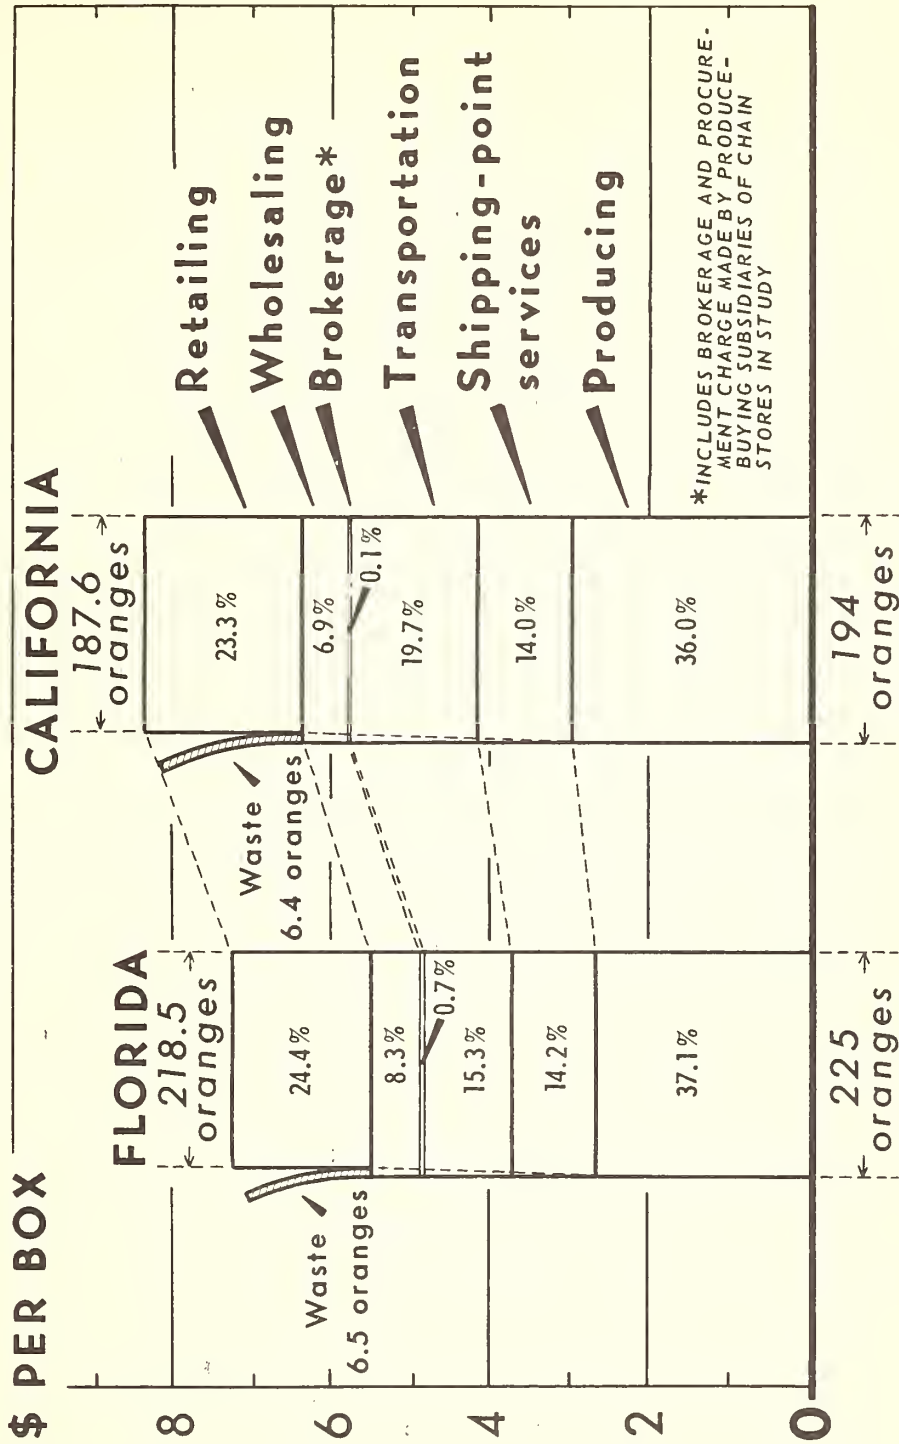 $ PER BOX
CALIFORNIA
187.6
oranges
FLORIDA
218.5
oranges
8
6
4
2
0
24.4%
8.3%
0.7%
15.3%
14.2%
37.1%
Waste
6.5 oranges
225
oranges
23.3%
6.9%
0.1%
19.7%
14.0%
36.0%
Waste
6.4 oranges
194
oranges
Retailing
Wholesaling
Brokerage*
Transportation
Shipping-point
services
Producing
*INCLUDES BROKERAGE AND PROCURE-
MENT CHARGE MADE BY PRODUCE-
BUYING SUBSIDIARIES OF CHAIN
STORES IN STUDY